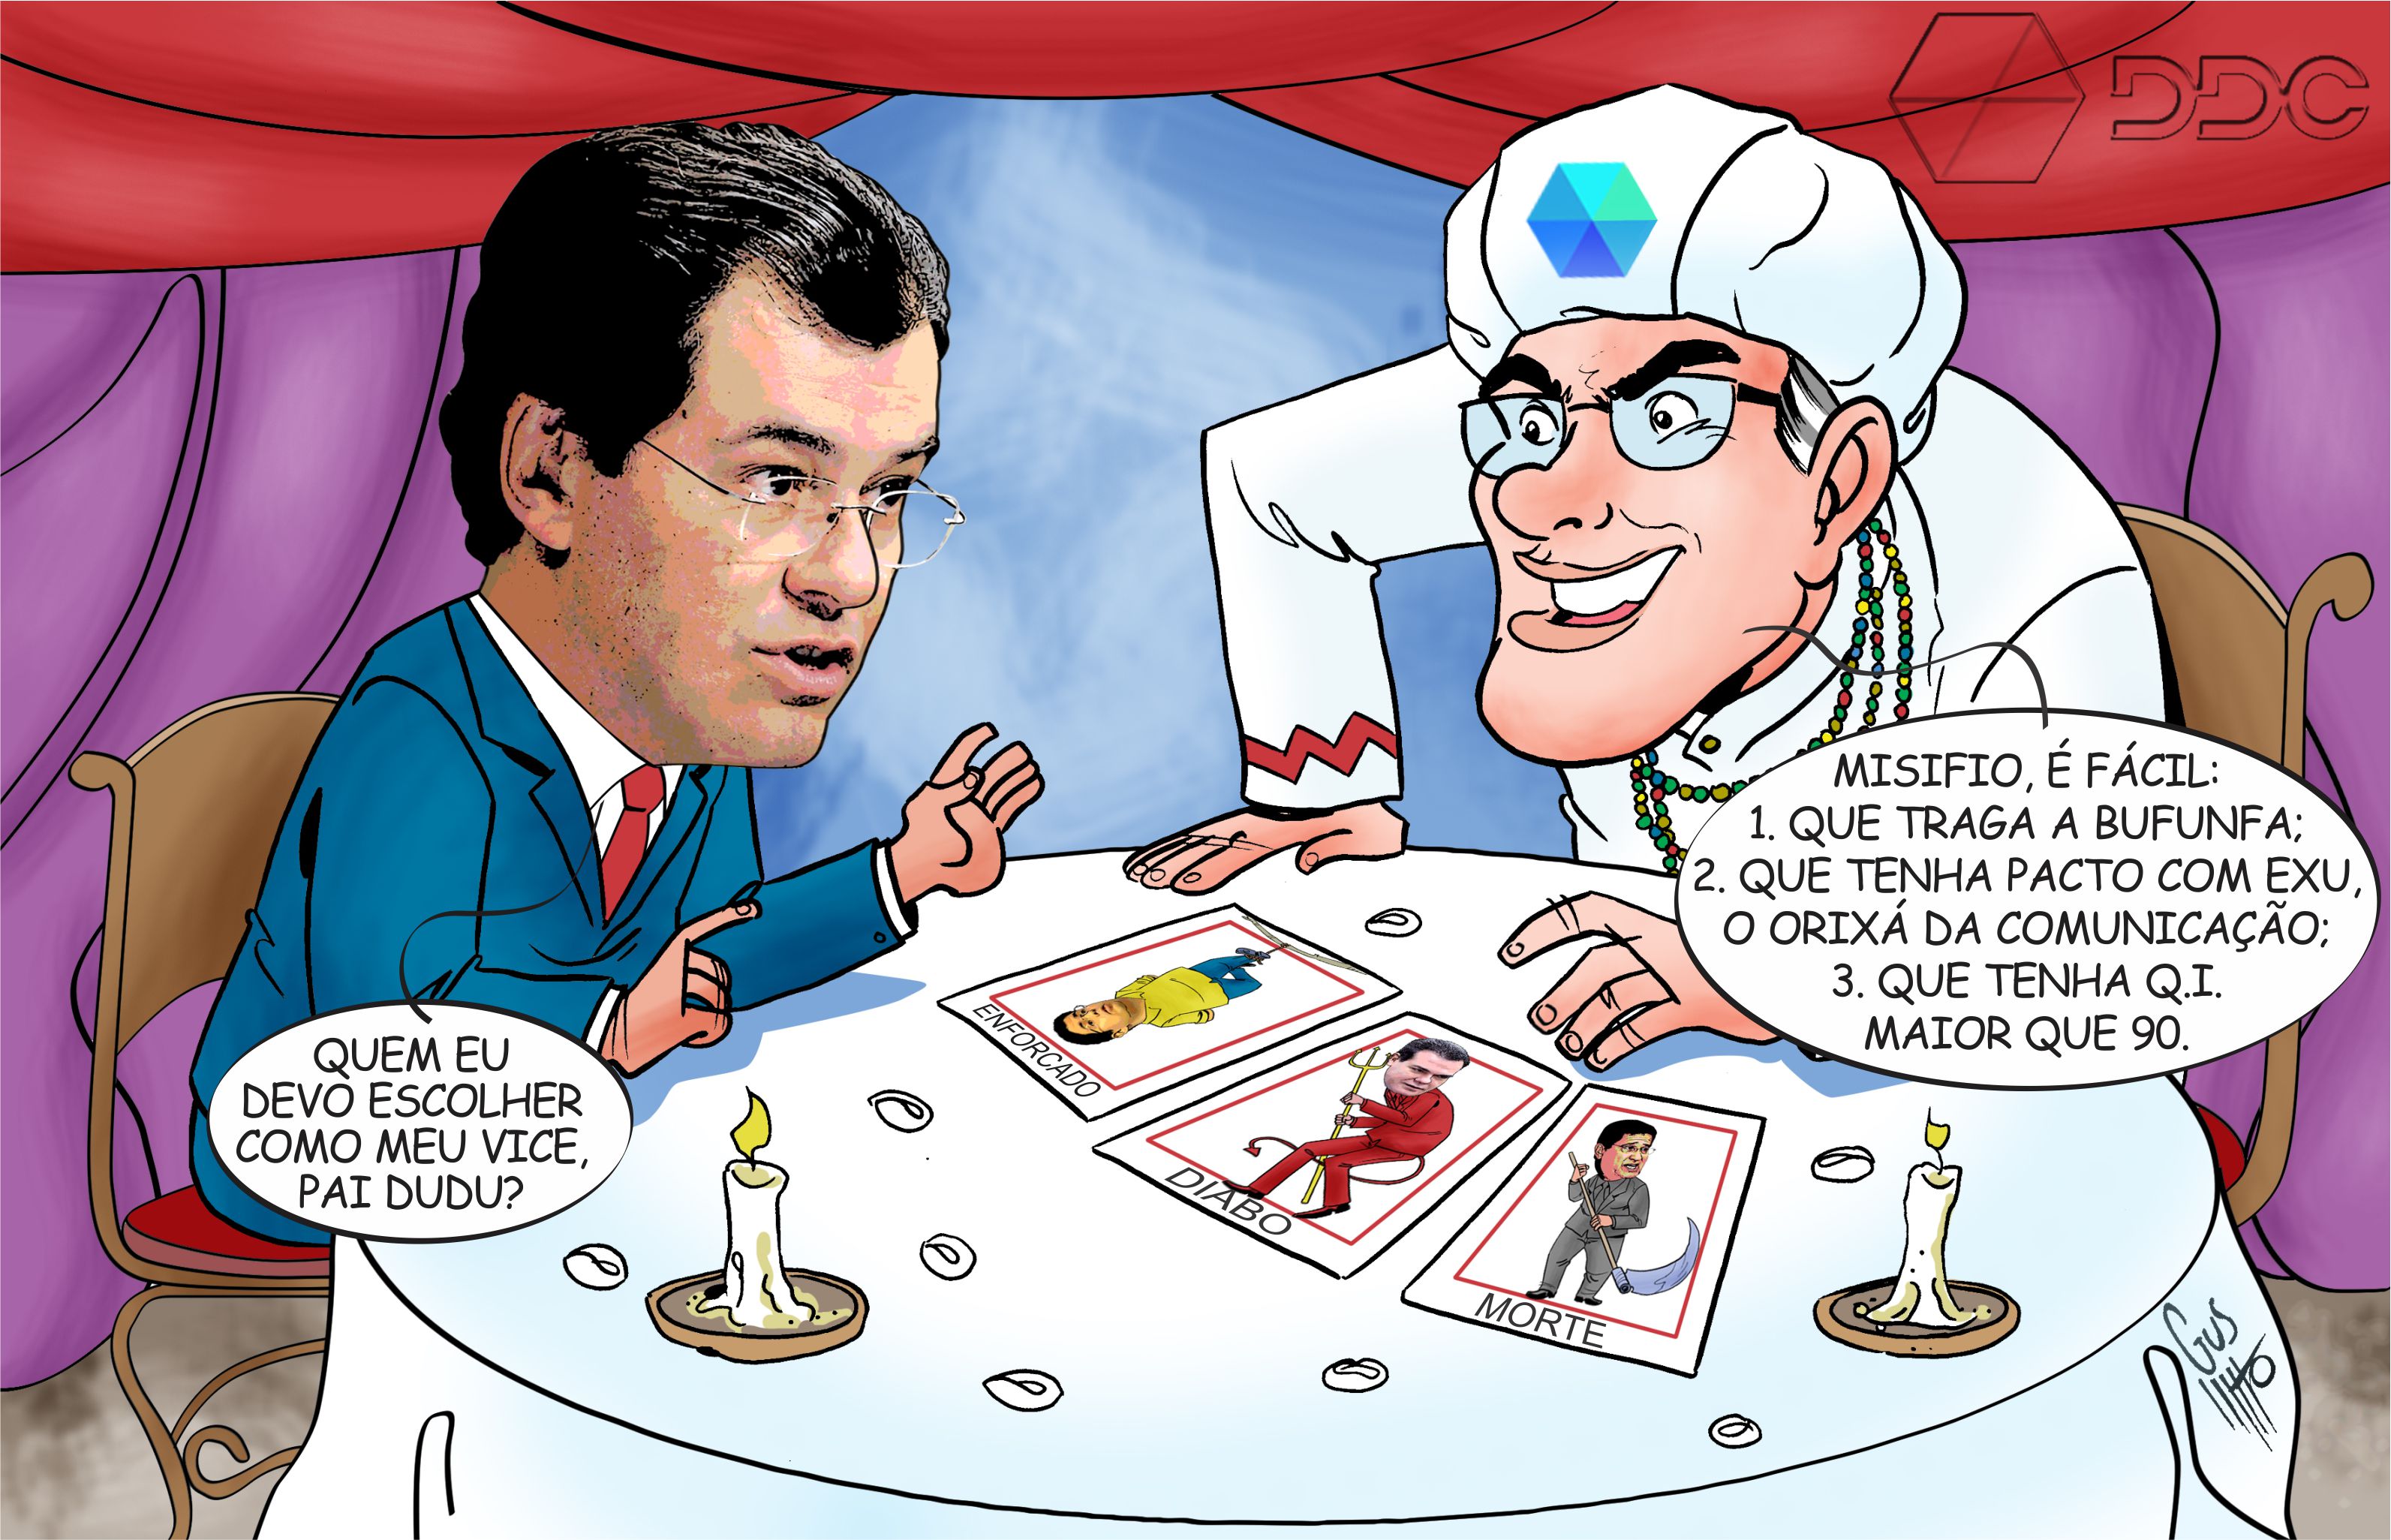 DDC
QUEM EU
DEVO ESCOLHER
COMO MEU VICE,
PAI DUDU?
MISIFIO, É FÁCIL:
1. QUE TRAGA A BUFUNFA;
2. QUE TENHA PACTO COM EXU,
O ORIXÁ DA COMUNICAÇÃO;
3. QUE TENHA Q.I.
MAIOR QUE 90.
ENFORCADO
DIABO
MORTE
GUS